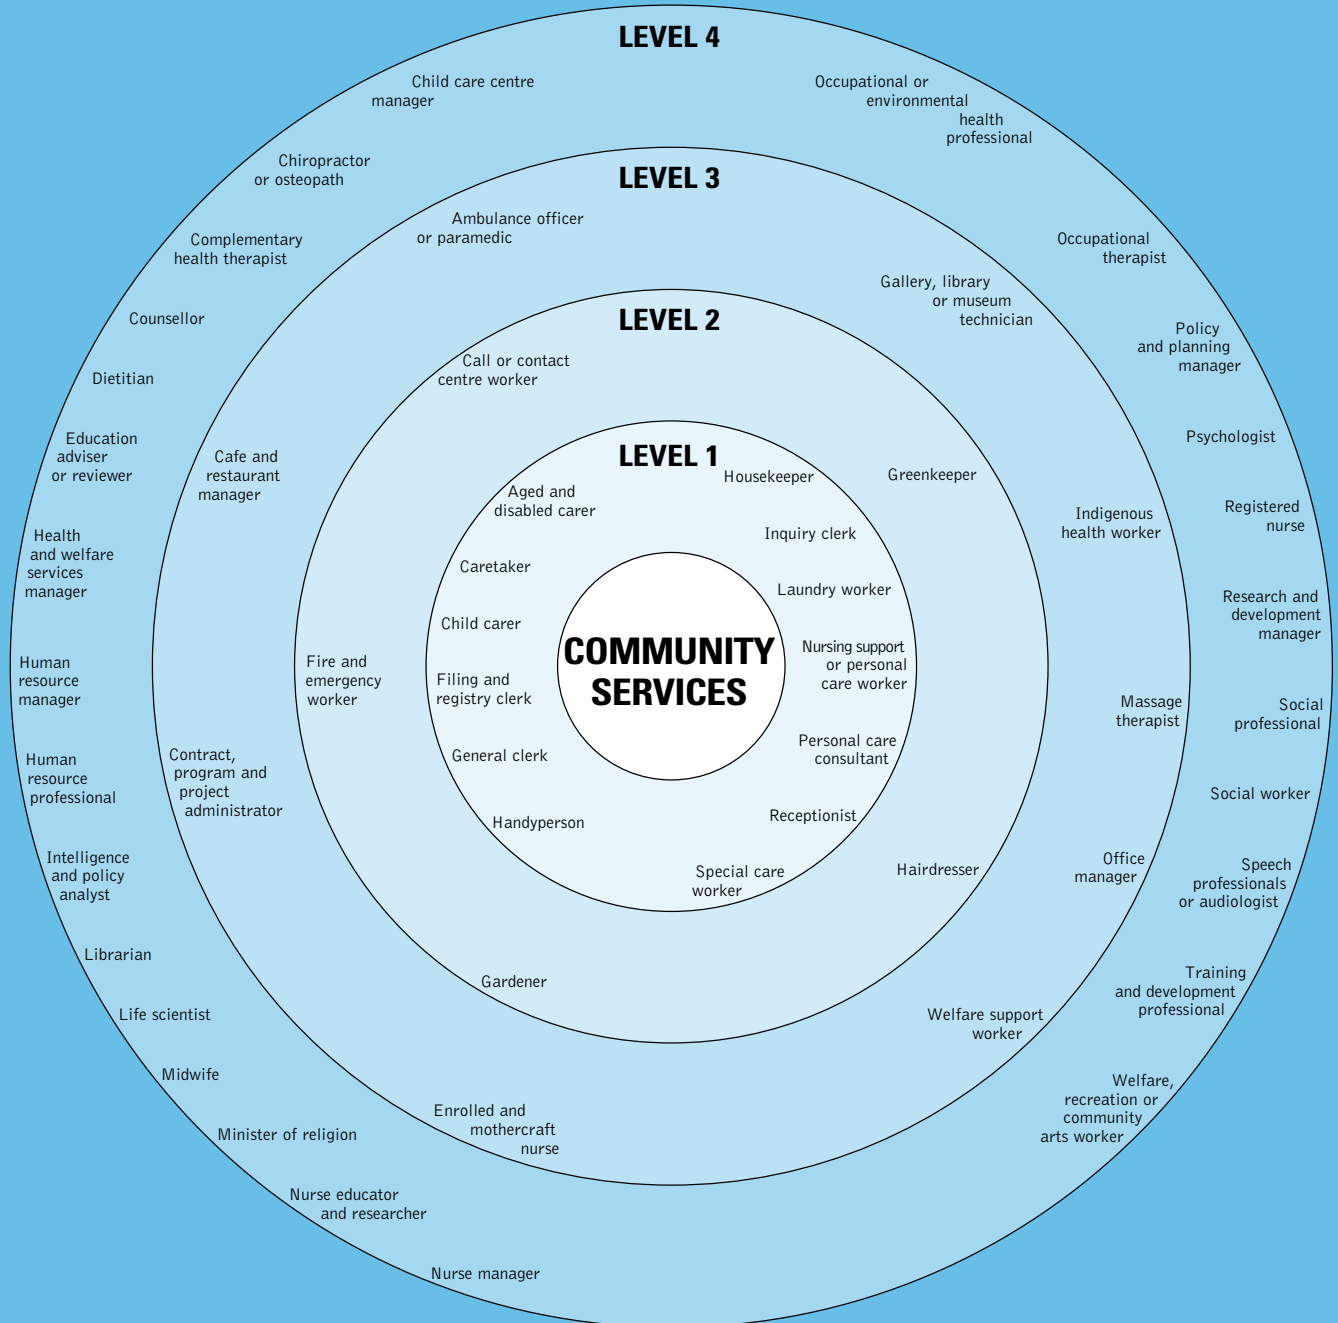 LEVEL 4
Child care centre
manager
Chiropractor
or osteopath
Complementary
health therapist
Counsellor
Dietitian
Education
adviser
or reviewer
Health
and welfare
services
manager
Human
resource
manager
Human
resource
professional
Intelligence
and policy
analyst
Librarian
Life scientist
Midwife
Minister of religion
Nurse educator
and researcher
Nurse manager
Occupational or
environmental
health
professional
Occupational
therapist
Policy
and planning
manager
Psychologist
Registered
nurse
Research and
development
manager
Social
professional
Social worker
Speech
professionals
or audiologist
Training
and development
professional
Welfare,
recreation or
community
arts worker
LEVEL 3
Ambulance officer
or paramedic
Cafe and
restaurant
manager
Contract,
program and
project
administrator
Enrolled and
mothercraft
nurse
Gallery, library
or museum
technician
Indigenous
health worker
Massage
therapist
Office
manager
Welfare support
worker
LEVEL 2
Call or contact
centre worker
Fire and
emergency
worker
Gardener
Greenkeeper
Hairdresser
LEVEL 1
Aged and
disabled carer
Caretaker
Child carer
Filing and
registry clerk
General clerk
Handyperson
Housekeeper
Inquiry clerk
Laundry worker
Nursing support
or personal
care worker
Personal care
consultant
Receptionist
Special care
worker
COMMUNITY
SERVICES